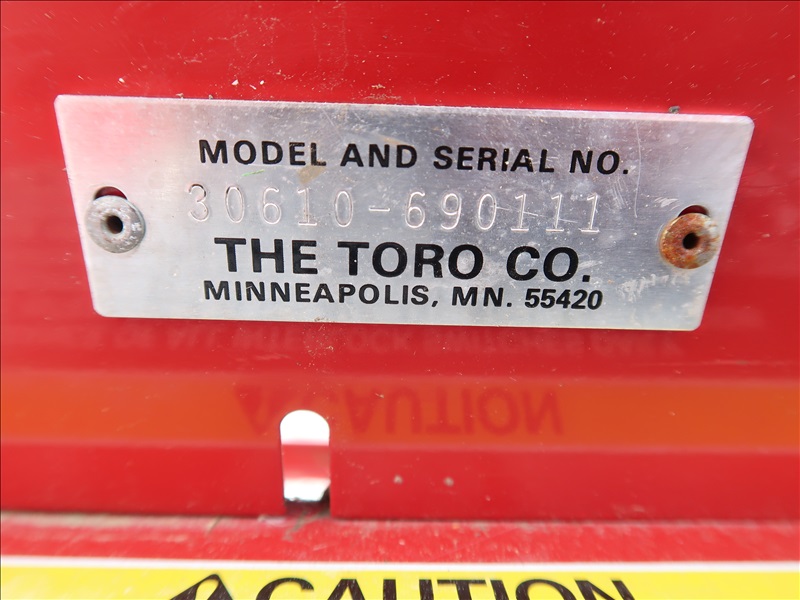 MODEL AND SERIAL NO.
30610-690111
THE TORO CO.
MINNEAPOLIS, MN. 55420
CAUTION
CAUTION